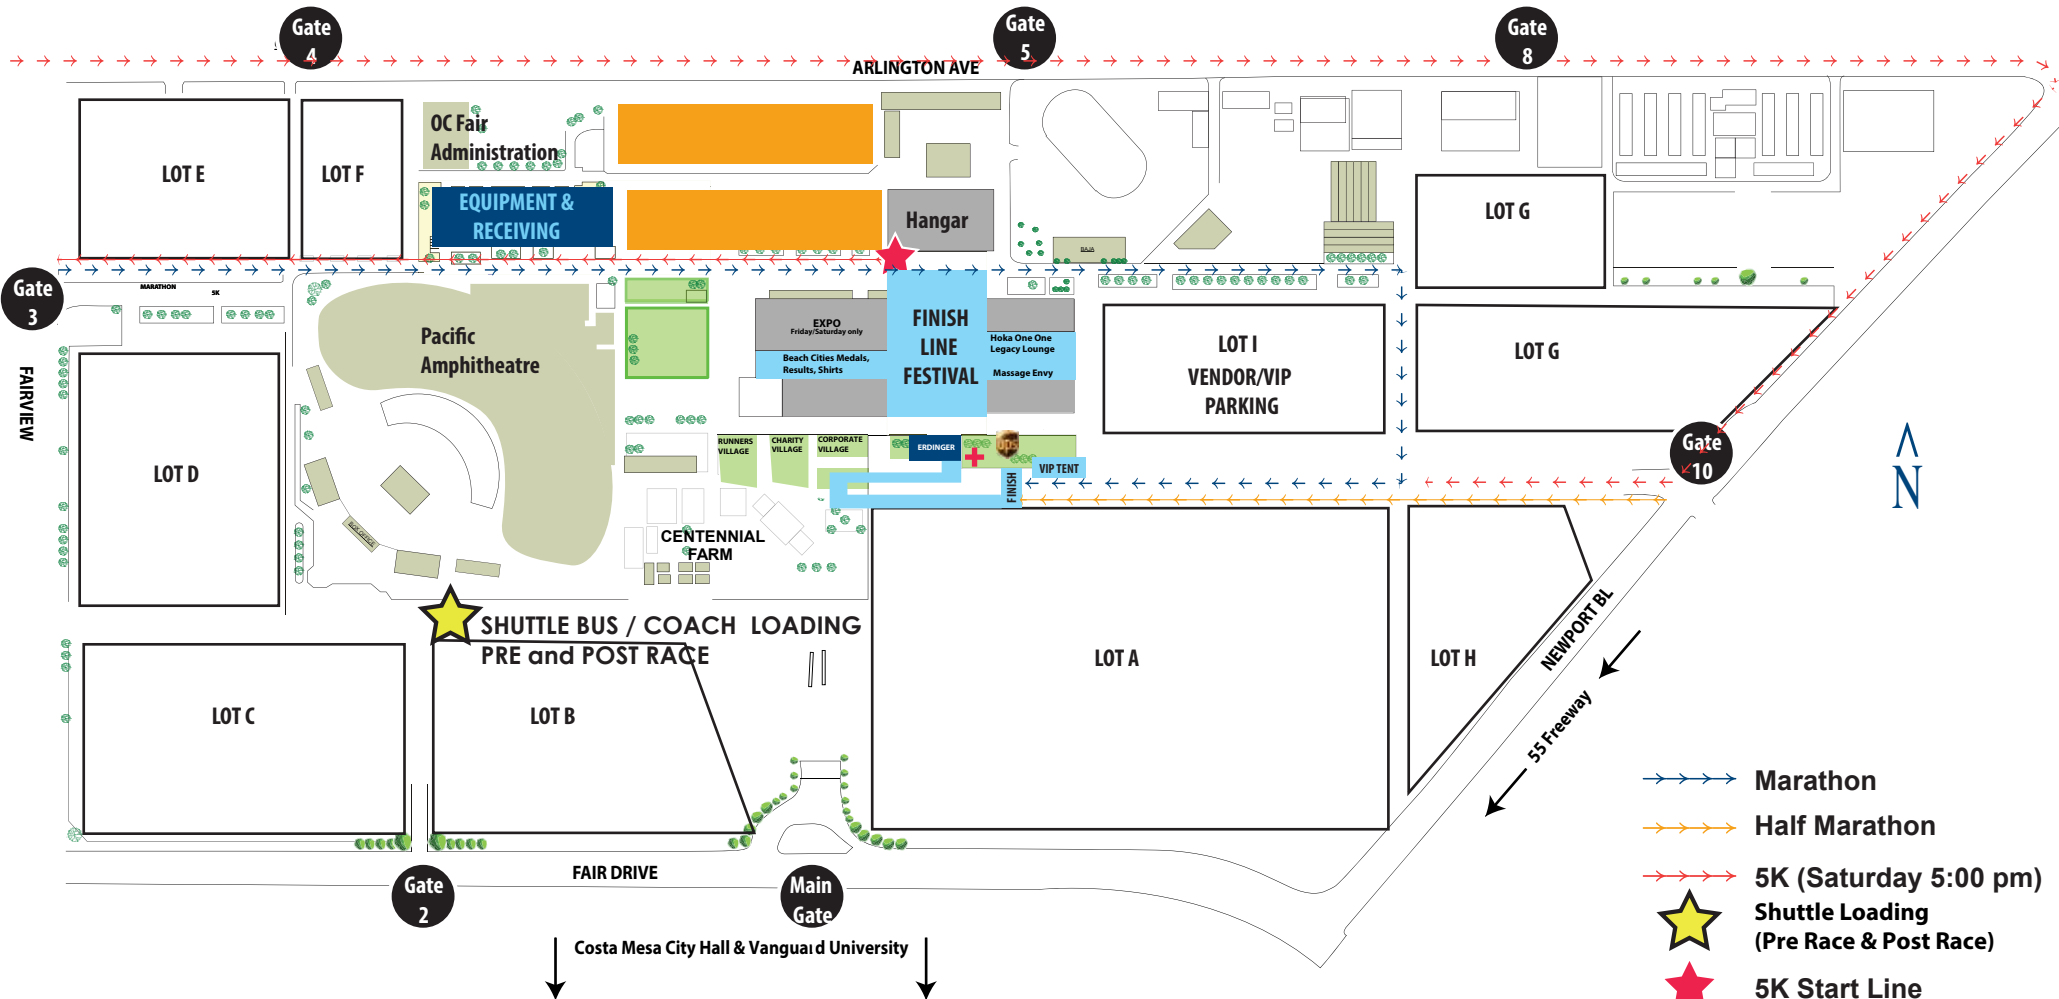 Gate
4
Gate
5
Gate
8
ARLINGTON AVE
OC Fair
Administration
LOT E
LOT F
EQUIPMENT &
RECEIVING
Hangar
LOT G
BAJA
Gate
3
MARATHON
5K
Pacific
Amphitheatre
EXPO
Friday/Saturday only
Beach Cities Medals,
Results, Shirts
FINISH
LINE
FESTIVAL
Hoka One One
Legacy Lounge
Massage Envy
LOT I
VENDOR/VIP
PARKING
LOT G
FAIRVIEW
LOT D
RUNNERS
VILLAGE
CHARITY
VILLAGE
CORPORATE
VILLAGE
ERDINGER
ups
VIP TENT
FINISH
Gate
10
N
BOX OFFICE
CENTENNIAL
FARM
SHUTTLE BUS / COACH LOADING
PRE and POST RACE
LOT C
LOT B
LOT A
LOT H
NEWPORT BL
55 Freeway
FAIR DRIVE
Gate
2
Main
Gate
Costa Mesa City Hall & Vanguard University
Marathon
Half Marathon
5K (Saturday 5:00 pm)
Shuttle Loading
(Pre Race & Post Race)
5K Start Line